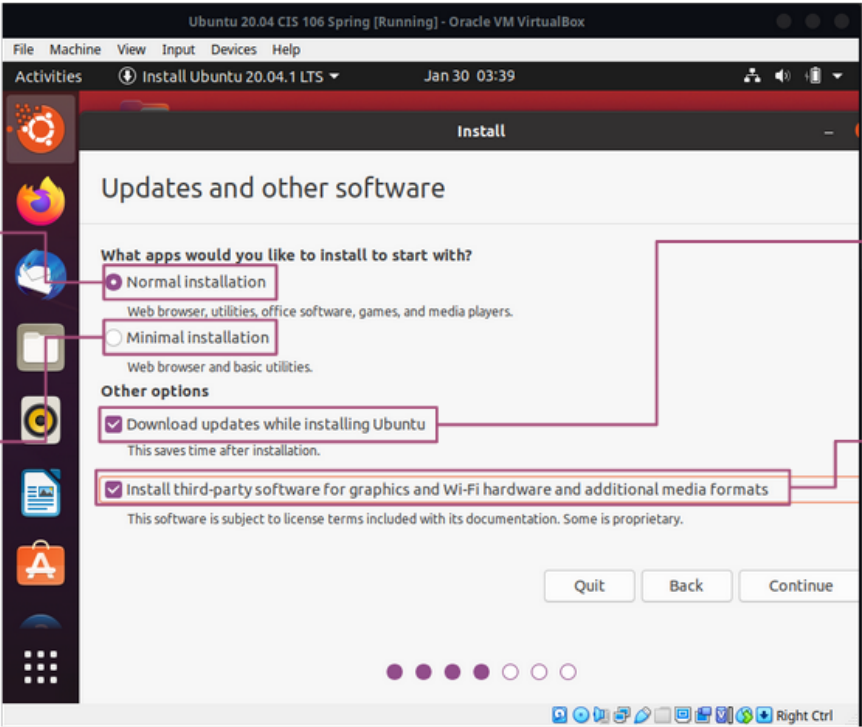 Ubuntu 20.04 CIS 106 Spring [Running] - Oracle VM VirtualBox
File Machine View Input Devices Help
Activities Install Ubuntu 20.04.1 LTS Jan 30 03:39
Install
Updates and other software
What apps would you like to install to start with?
Normal installation
Web browser, utilities, office software, games, and media players.
Minimal installation
Web browser and basic utilities.
Other options
Download updates while installing Ubuntu
This saves time after installation.
Install third-party software for graphics and Wi-Fi hardware and additional media formats
This software is subject to license terms included with its documentation. Some is proprietary.
Quit Back Continue
Right Ctrl